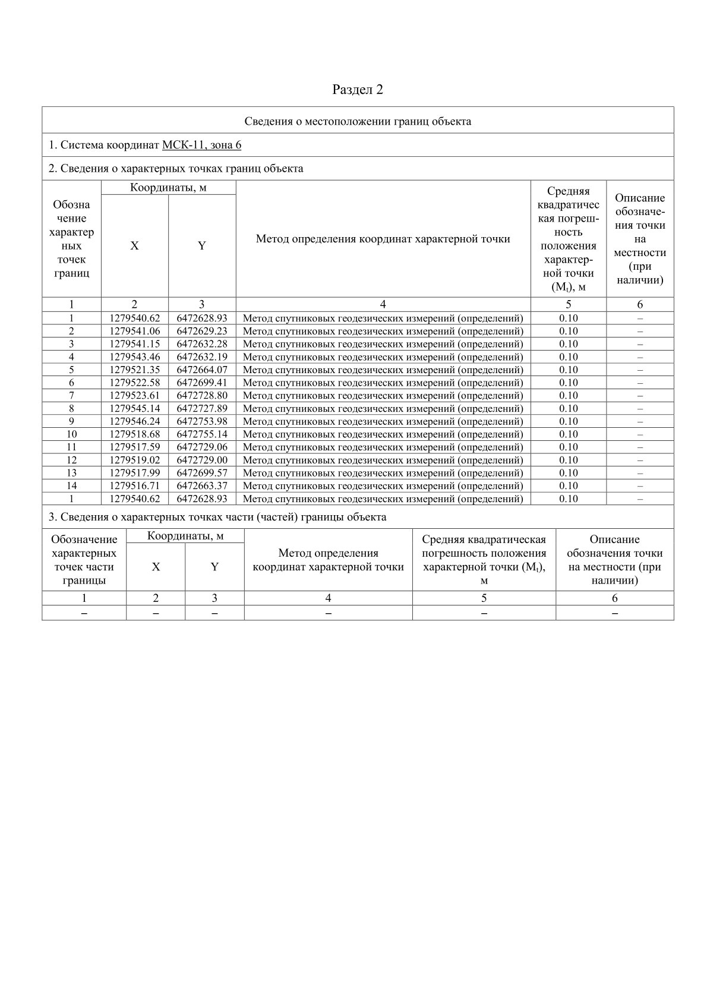 Раздел 2
Сведения о местоположении границ объекта
1. Система координат МСК-11, зона 6
2. Сведения о характерных точках границ объекта
Обозна
чение
характер
ных
точек
границ
Координаты, м
X
Y
Метод определения координат характерной точки
Средняя
квадратичес
кая погреш-
ность
положения
характер-
ной точки
(Mt), м
Описание
обозначе-
ния точки
на
местности
(при
наличии)
1 2 3 4 5 6
1 1279540.62 6472628.93 Метод спутниковых геодезических измерений (определений) 0.10 –
2 1279541.06 6472629.23 Метод спутниковых геодезических измерений (определений) 0.10 –
3 1279541.15 6472632.28 Метод спутниковых геодезических измерений (определений) 0.10 –
4 1279543.46 6472632.19 Метод спутниковых геодезических измерений (определений) 0.10 –
5 1279521.35 6472664.07 Метод спутниковых геодезических измерений (определений) 0.10 –
6 1279522.58 6472699.41 Метод спутниковых геодезических измерений (определений) 0.10 –
7 1279523.61 6472728.80 Метод спутниковых геодезических измерений (определений) 0.10 –
8 1279545.14 6472727.89 Метод спутниковых геодезических измерений (определений) 0.10 –
9 1279546.24 6472753.98 Метод спутниковых геодезических измерений (определений) 0.10 –
10 1279518.68 6472755.14 Метод спутниковых геодезических измерений (определений) 0.10 –
11 1279517.59 6472729.06 Метод спутниковых геодезических измерений (определений) 0.10 –
12 1279519.02 6472729.00 Метод спутниковых геодезических измерений (определений) 0.10 –
13 1279517.99 6472699.57 Метод спутниковых геодезических измерений (определений) 0.10 –
14 1279516.71 6472663.37 Метод спутниковых геодезических измерений (определений) 0.10 –
1 1279540.62 6472628.93 Метод спутниковых геодезических измерений (определений) 0.10 –
3. Сведения о характерных точках части (частей) границы объекта
Обозначение
характерных
точек части
границы
Координаты, м
X
Y
Метод определения
координат характерной точки
Средняя квадратическая
погрешность положения
характерной точки (Mt),
м
Описание
обозначения точки
на местности (при
наличии)
1 2 3 4 5 6
– – – – – –